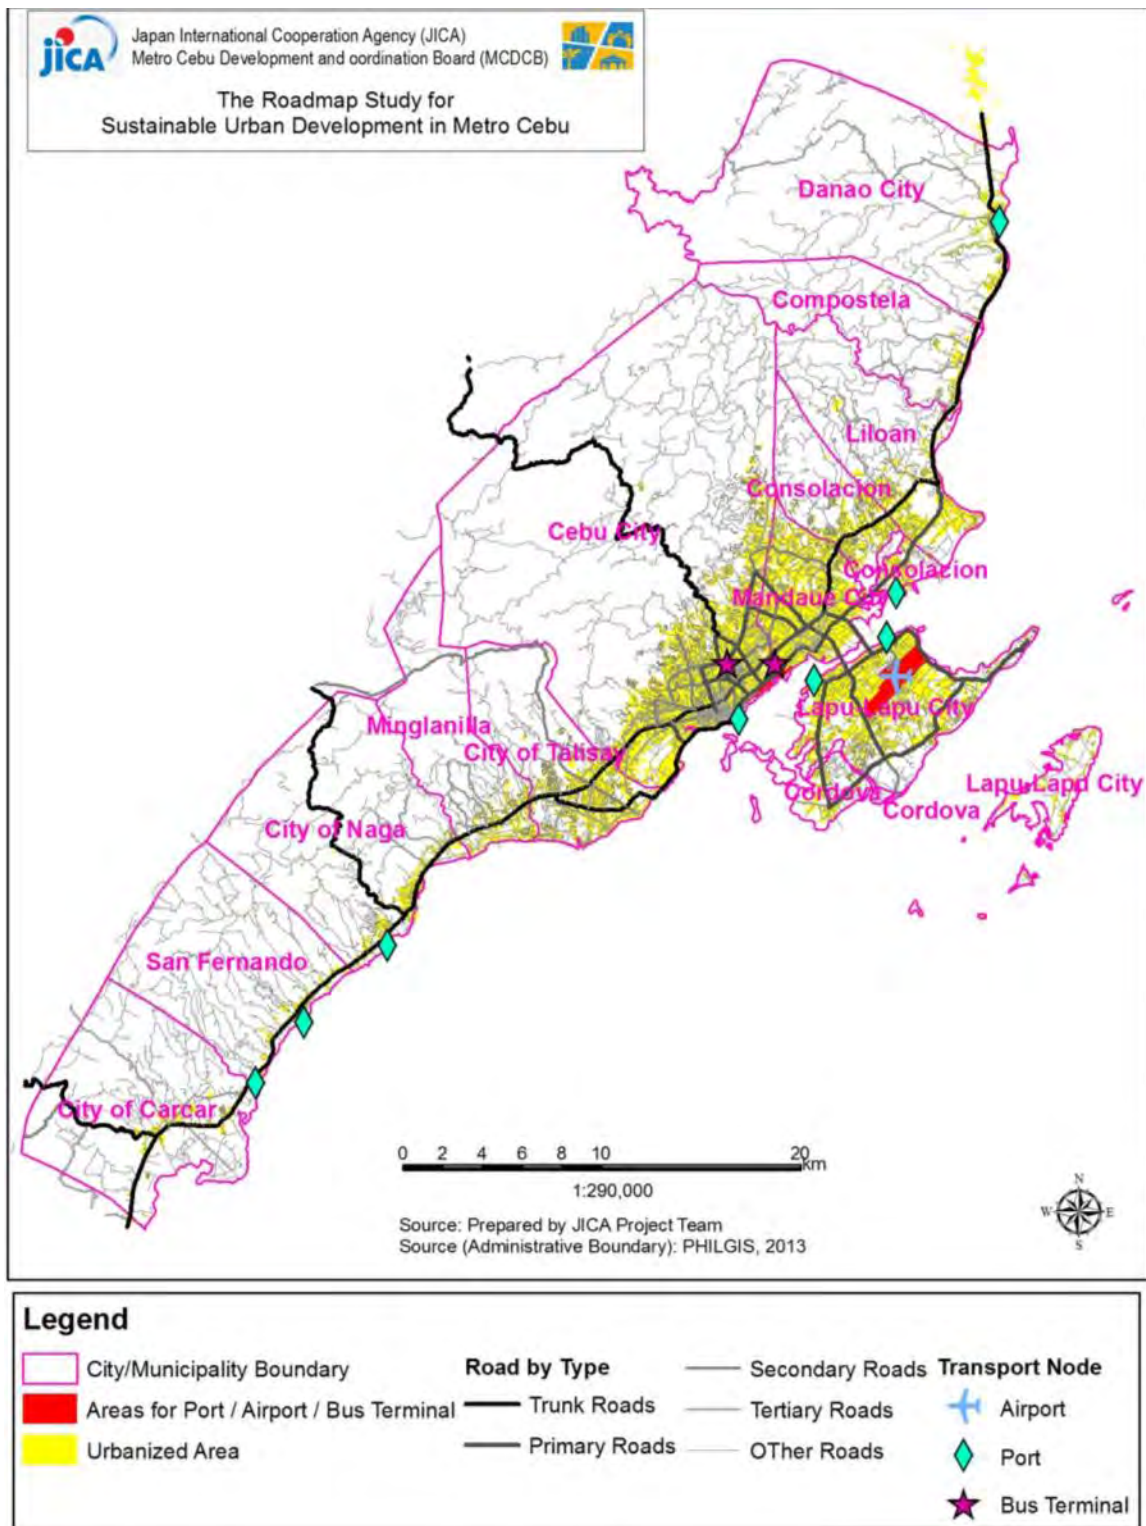 JICA
Japan International Cooperation Agency (JICA)
Metro Cebu Development and oordination Board (MCDCB)
The Roadmap Study for
Sustainable Urban Development in Metro Cebu
Danao City
Compostela
Liloan
Consolacion
Cebu City
Consolacion
Mandaue City
Minglanilla
City of Talisay
Lapu-Lapu City
Lapu-Lapu City
Cordova
Cordova
City of Naga
San Fernando
City of Carcar
0 2 4 6 8 10 20
km
1:290,000
Source: Prepared by JICA Project Team
Source (Administrative Boundary): PHILGIS, 2013
N
W E
S
Legend
City/Municipality Boundary
Areas for Port / Airport / Bus Terminal
Urbanized Area
Road by Type
Trunk Roads
Primary Roads
Secondary Roads
Tertiary Roads
OTher Roads
Transport Node
Airport
Port
Bus Terminal